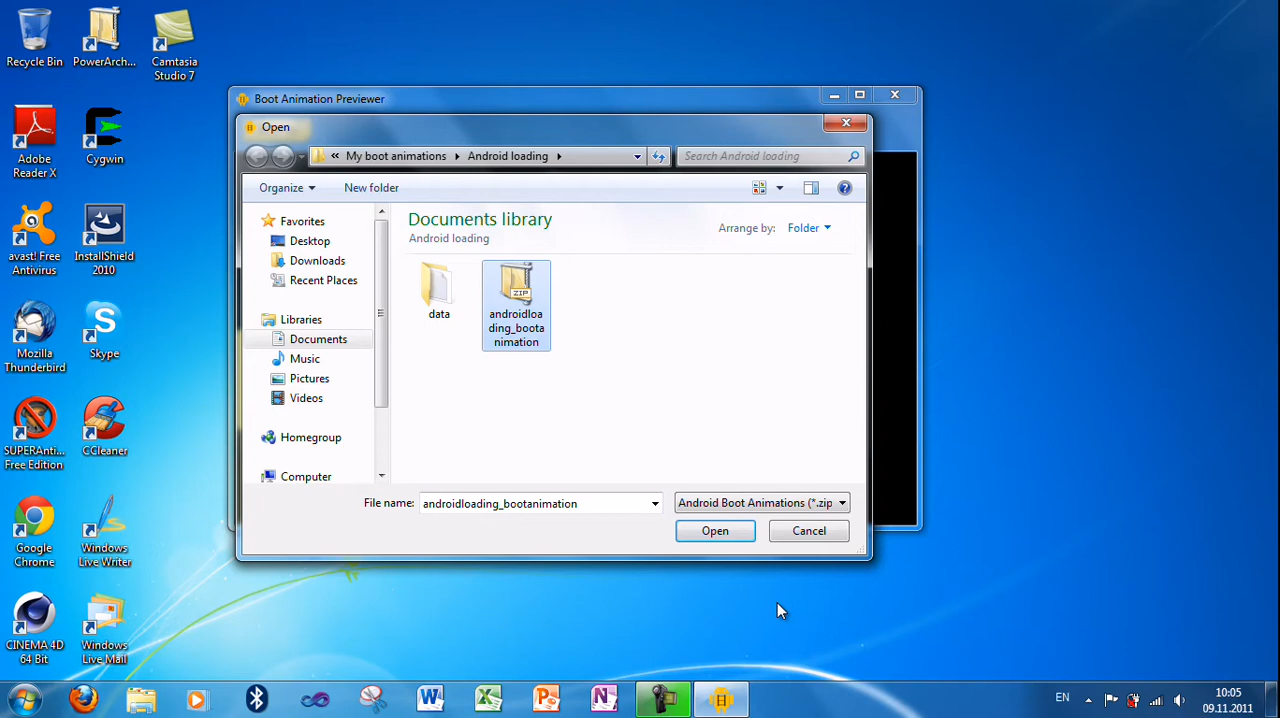 Recycle Bin
PowerArch...
Camtasia
Studio 7
Adobe
Reader X
Cygwin
avast! Free
Antivirus
InstallShield
2010
Mozilla
Thunderbird
Skype
SUPERAnti...
Free Edition
CCleaner
Google
Chrome
Windows
Live Writer
CINEMA 4D
64 Bit
Windows
Live Mail
Boot Animation Previewer
Open
« My boot animations Android loading
Search Android loading
Organize
New folder
Favorites
Desktop
Downloads
Recent Places
Libraries
Documents
Music
Pictures
Videos
Homegroup
Computer
Documents library
Android loading
Arrange by: Folder
data
ZIP
androidloa
ding_boota
nimation
File name: androidloading_bootanimation
Android Boot Animations (*.zip
Open
Cancel
EN
10:05
09.11.2011